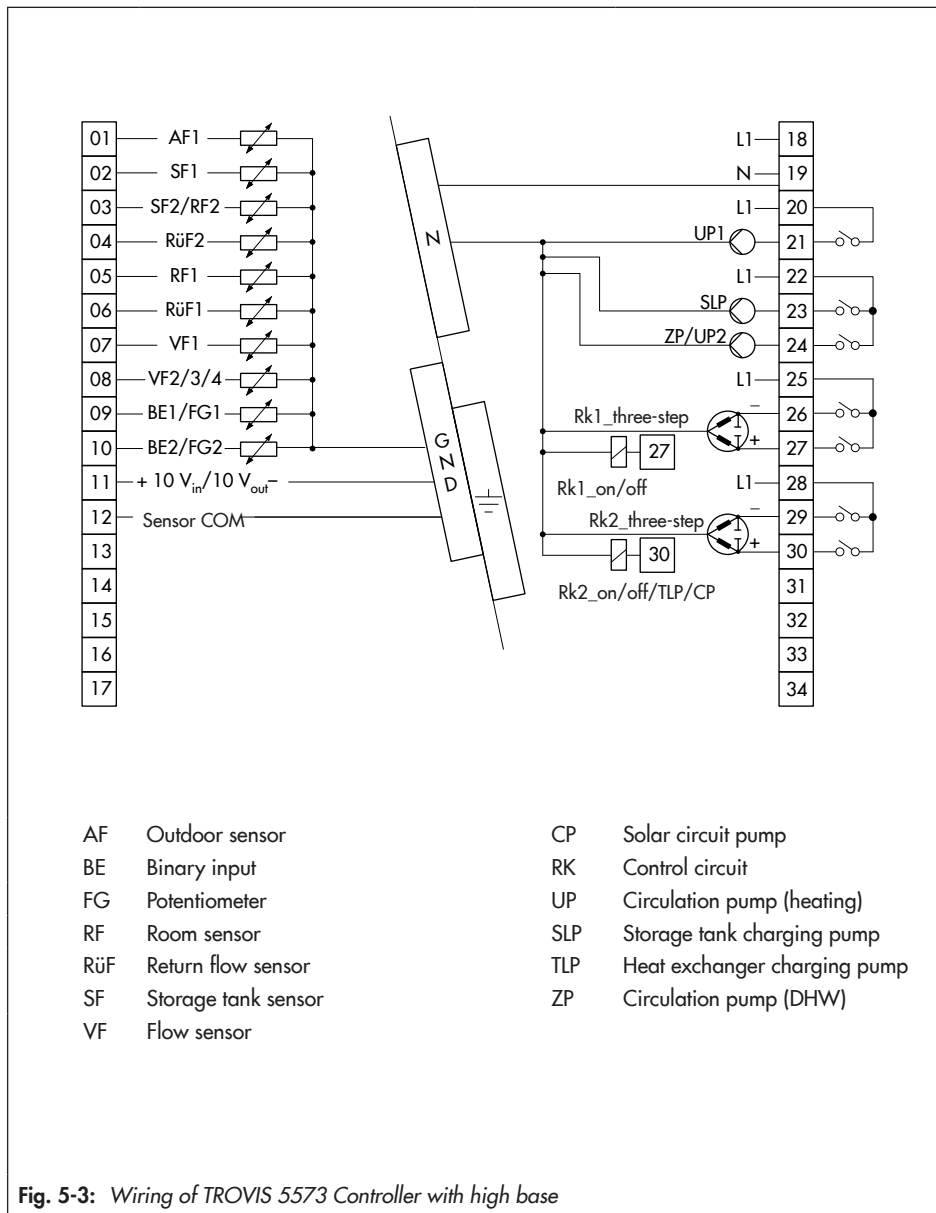 01 AF1
02 SF1
03 SF2/RF2
04 RüF2
05 RF1
06 RüF1
07 VF1
08 VF2/3/4
09 BE1/FG1
10 BE2/FG2
11 + 10 Vin/10 Vout–
12 Sensor COM
13
14
15
16
17
N
GND
L1 18
N 19
L1 20
UP1 21
L1 22
SLP 23
ZP/UP2 24
L1 25
– 26
Rk1_three-step
+ 27
27
Rk1_on/off
L1 28
– 29
Rk2_three-step
+ 30
30
Rk2_on/off/TLP/CP
31
32
33
34
AF Outdoor sensor
BE Binary input
FG Potentiometer
RF Room sensor
RüF Return flow sensor
SF Storage tank sensor
VF Flow sensor
CP Solar circuit pump
RK Control circuit
UP Circulation pump (heating)
SLP Storage tank charging pump
TLP Heat exchanger charging pump
ZP Circulation pump (DHW)
Fig. 5-3: Wiring of TROVIS 5573 Controller with high base